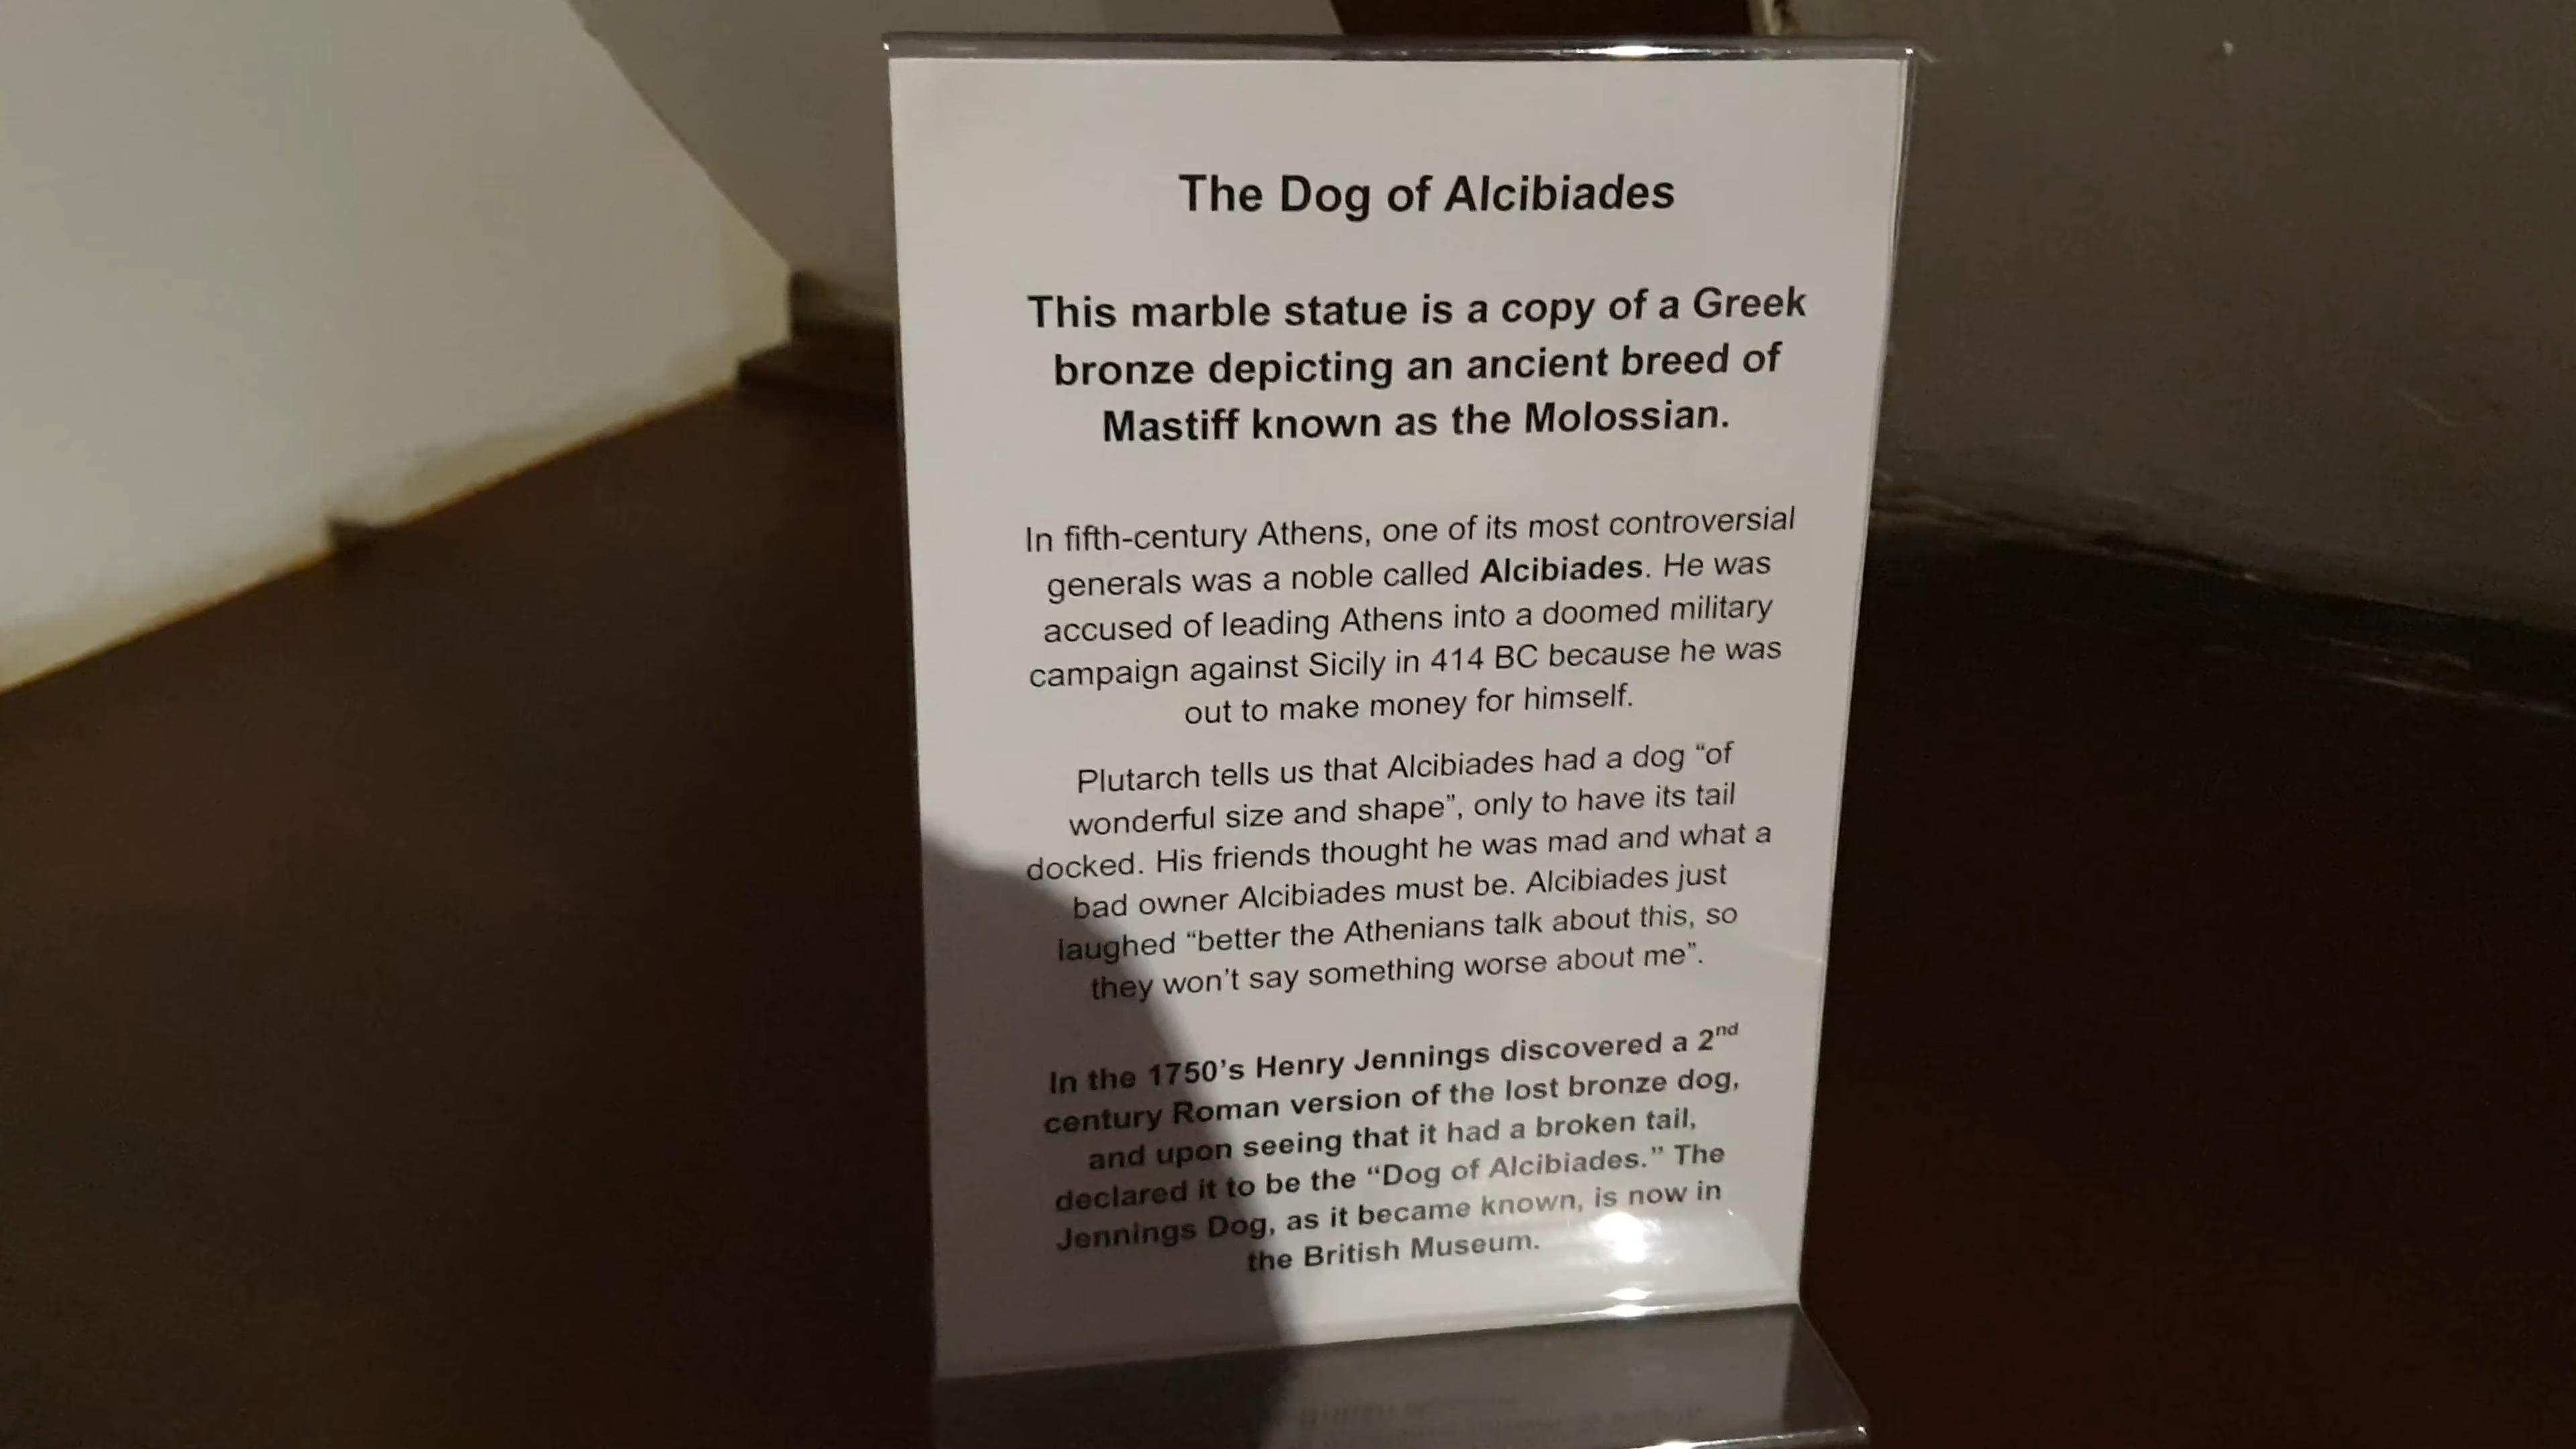 The Dog of Alcibiades
This marble statue is a copy of a Greek
bronze depicting an ancient breed of
Mastiff known as the Molossian.
In fifth-century Athens, one of its most controversial
generals was a noble called Alcibiades. He was
accused of leading Athens into a doomed military
campaign against Sicily in 414 BC because he was
out to make money for himself.
Plutarch tells us that Alcibiades had a dog “of
wonderful size and shape”, only to have its tail
docked. His friends thought he was mad and what a
bad owner Alcibiades must be. Alcibiades just
laughed “better the Athenians talk about this, so
they won’t say something worse about me”.
In the 1750’s Henry Jennings discovered a 2nd
century Roman version of the lost bronze dog,
and upon seeing that it had a broken tail,
declared it to be the “Dog of Alcibiades.” The
Jennings Dog, as it became known, is now in
the British Museum.